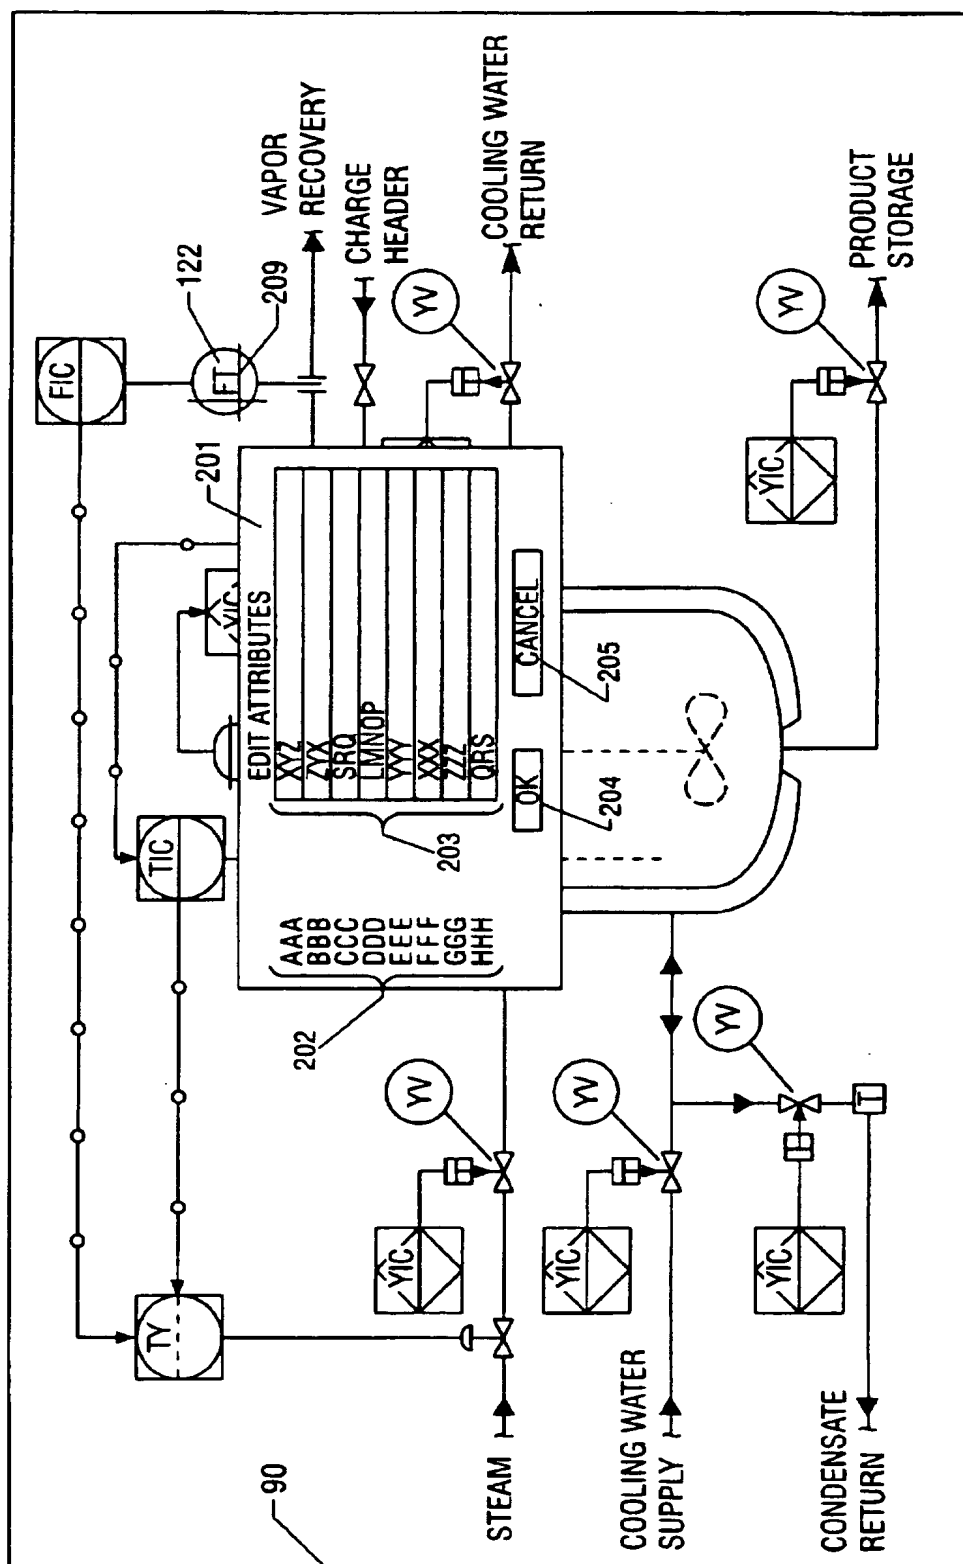 FIC
122
FT
209
VAPOR
RECOVERY
CHARGE
HEADER
201
YIC
TIC
TY
EDIT ATTRIBUTES
AAA
BBB
CCC
DDD
EEE
FFF
GGG
HHH
202
XYZ
ZYX
SRQ
LMNOP
YYY
XXX
ZZZ
QRS
203
OK
204
CANCEL
205
YV
COOLING WATER
RETURN
STEAM
YIC
YV
90
COOLING WATER
SUPPLY
YIC
YV
YV
YIC
T
CONDENSATE
RETURN
YIC
YV
PRODUCT
STORAGE